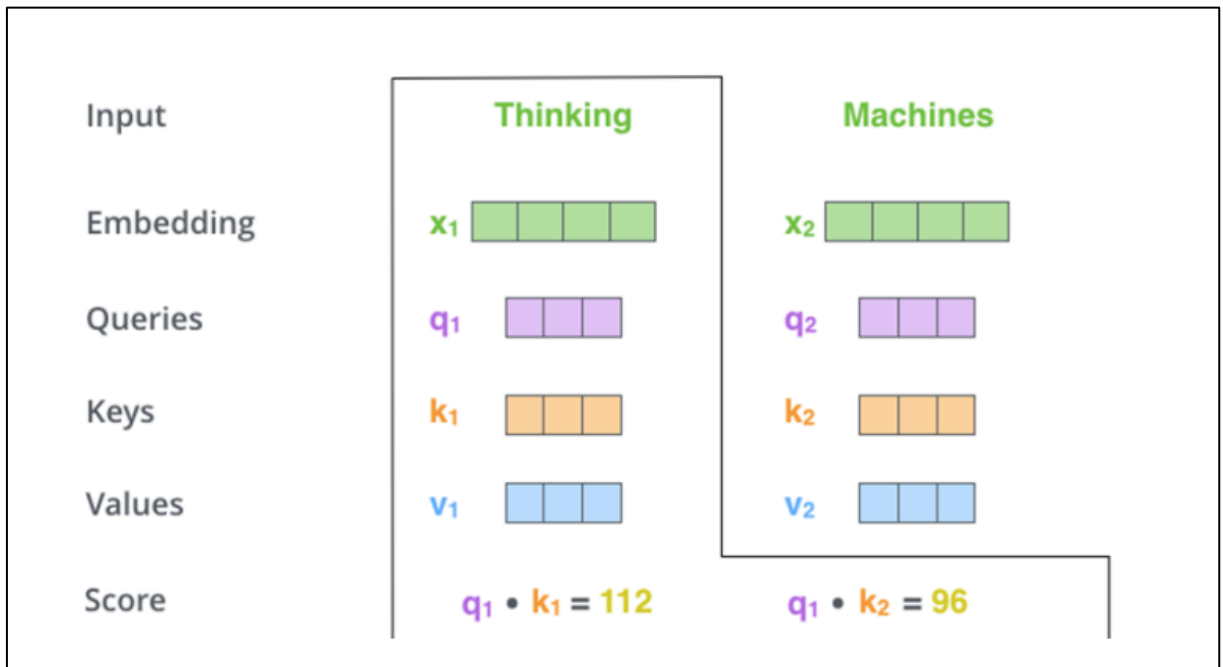 Input Thinking Machines
Embedding x₁ x₂
Queries q₁ q₂
Keys k₁ k₂
Values v₁ v₂
Score q₁ • k₁ = 112 q₁ • k₂ = 96